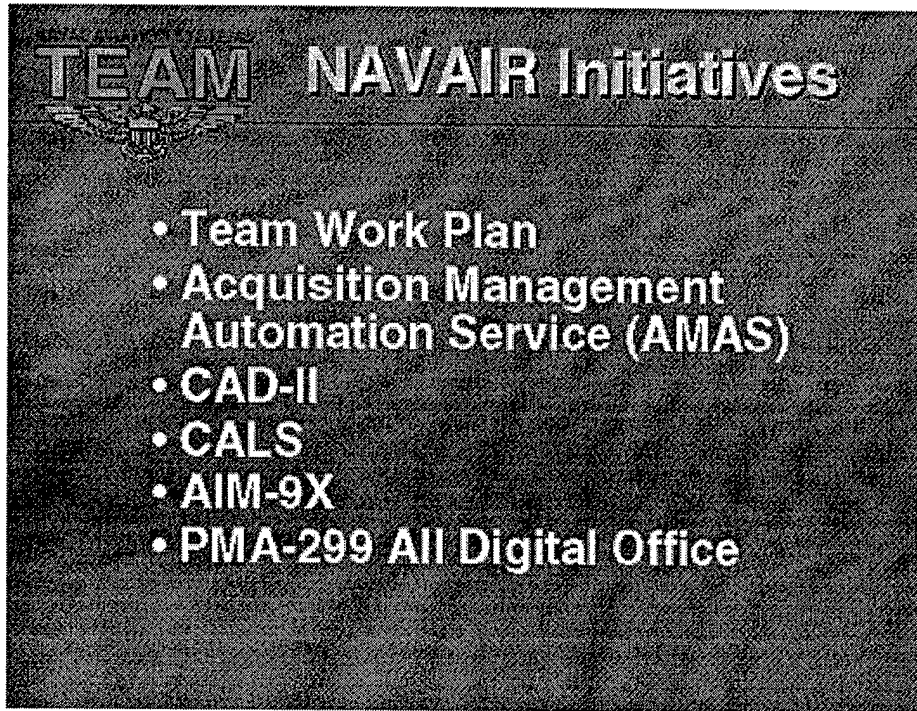 TEAM
NAVAIR Initiatives
• Team Work Plan
• Acquisition Management
Automation Service (AMAS)
• CAD-II
• CALS
• AIM-9X
• PMA-299 All Digital Office